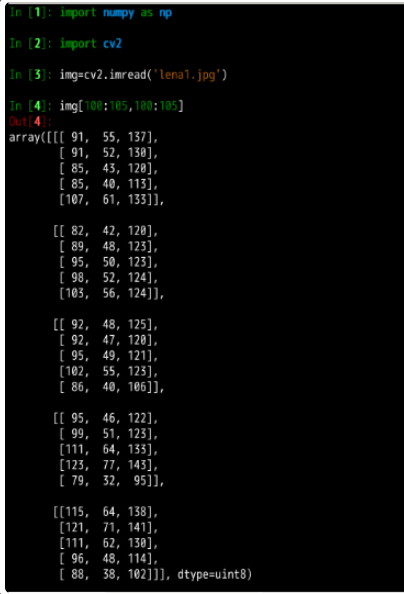 In [1]: import numpy as np
In [2]: import cv2
In [3]: img=cv2.imread('lena1.jpg')
In [4]: img[100:105,100:105]
Out[4]:
array([[[ 91,  55, 137],
        [ 91,  52, 130],
        [ 85,  43, 120],
        [ 85,  40, 113],
        [107,  61, 133]],
       [[ 82,  42, 120],
        [ 89,  48, 123],
        [ 95,  50, 123],
        [ 98,  52, 124],
        [103,  56, 124]],
       [[ 92,  48, 125],
        [ 92,  47, 120],
        [ 95,  49, 121],
        [102,  55, 123],
        [ 86,  40, 106]],
       [[ 95,  46, 122],
        [ 99,  51, 123],
        [111,  64, 133],
        [123,  77, 143],
        [ 79,  32,  95]],
       [[115,  64, 138],
        [121,  71, 141],
        [111,  62, 130],
        [ 96,  48, 114],
        [ 88,  38, 102]]], dtype=uint8)